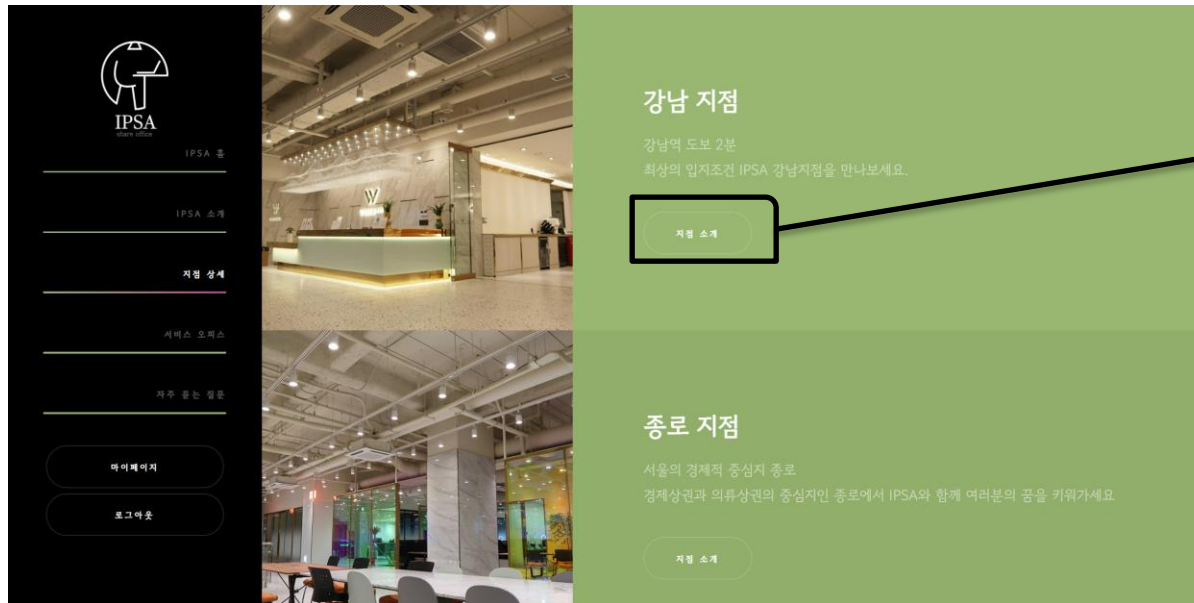 IPSA
share office
IPSA 홈
IPSA 소개
지점 상세
서비스 오피스
자주 묻는 질문
마이페이지
로그아웃
W
강남 지점
강남역 도보 2분
최상의 입지조건 IPSA 강남지점을 만나보세요.
지점 소개
종로 지점
서울의 경제적 중심지 종로
경제상권과 의류상권의 중심지인 종로에서 IPSA와 함께 여러분의 꿈을 키워가세요
지점 소개